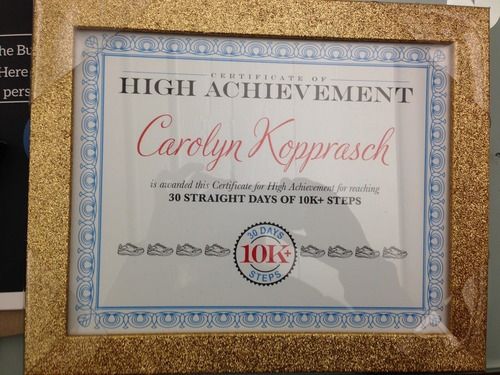 he Bu
Here
pers
CERTIFICATE OF
HIGH ACHIEVEMENT
Carolyn Kopprasch
is awarded this Certificate for High Achievement for reaching
30 STRAIGHT DAYS OF 10K+ STEPS
30 DAYS
10K+
STEPS